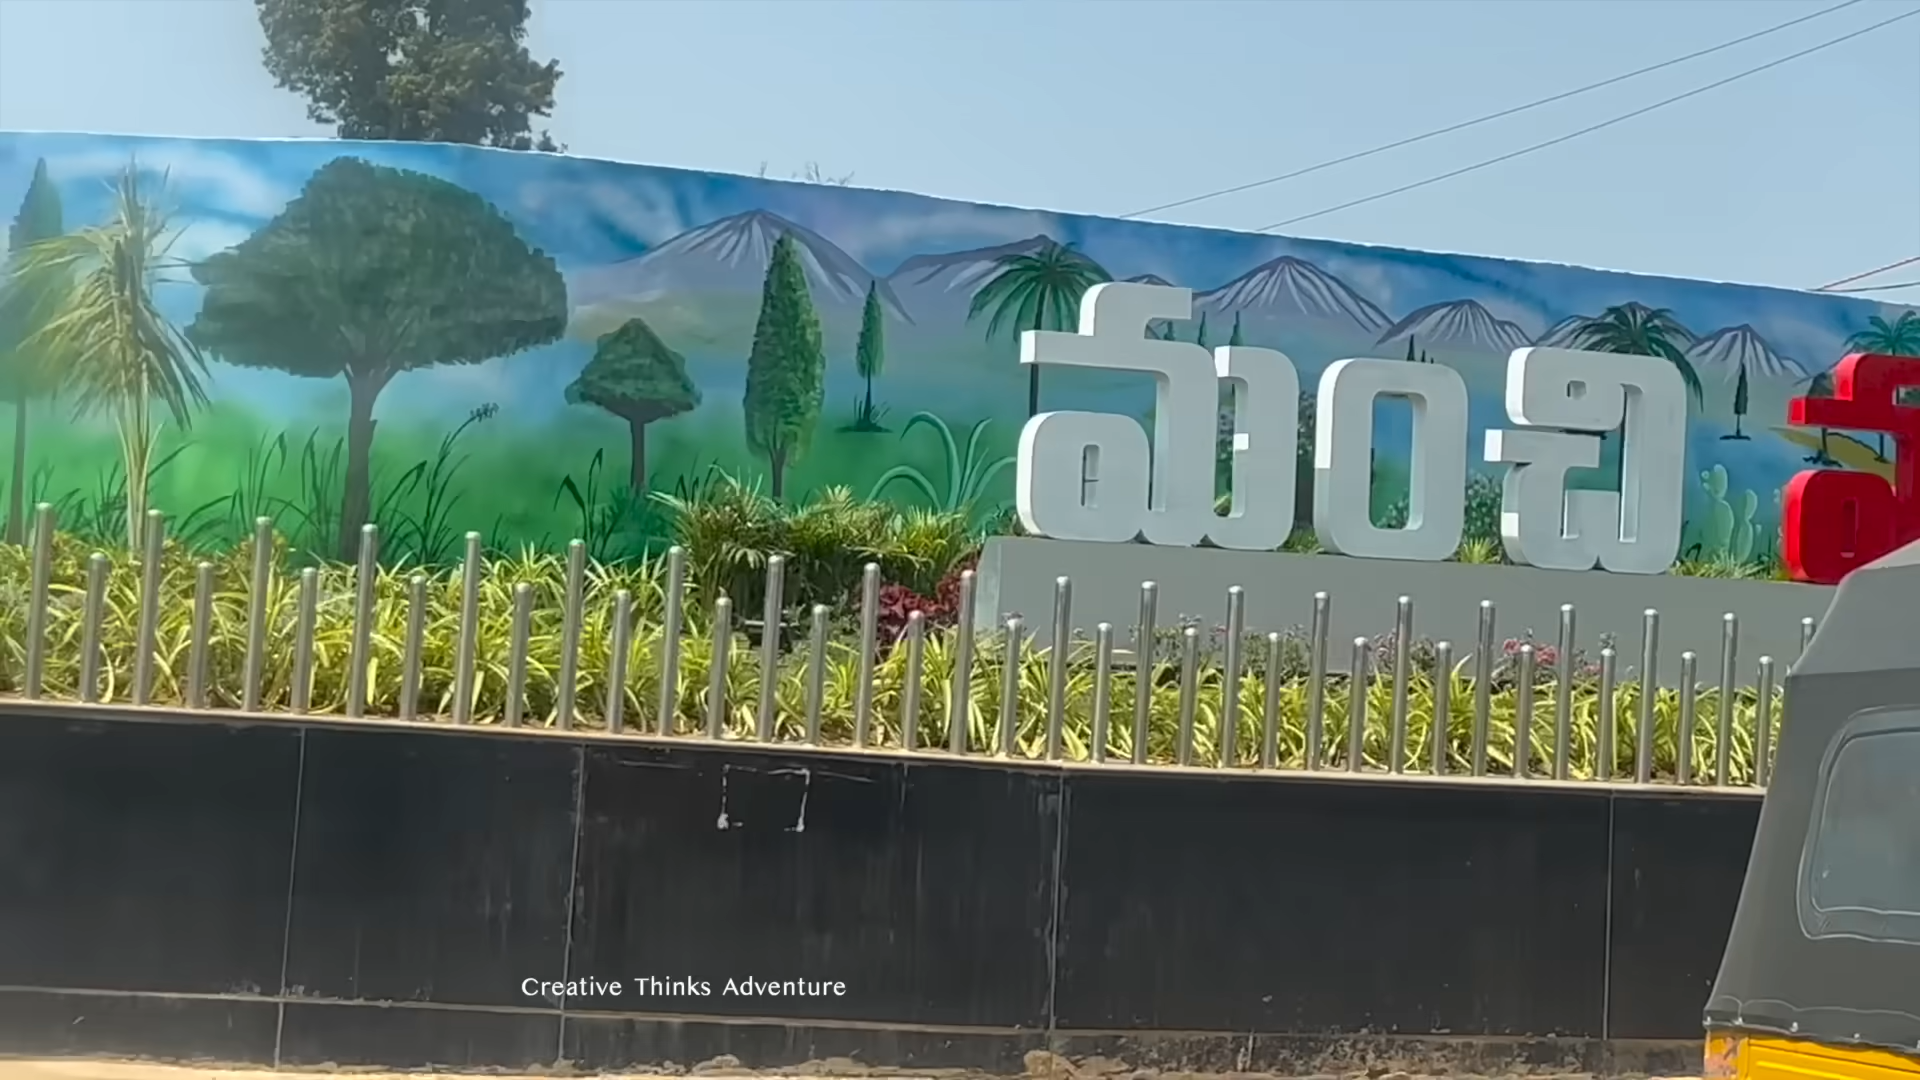 మంచి
Creative Thinks Adventure